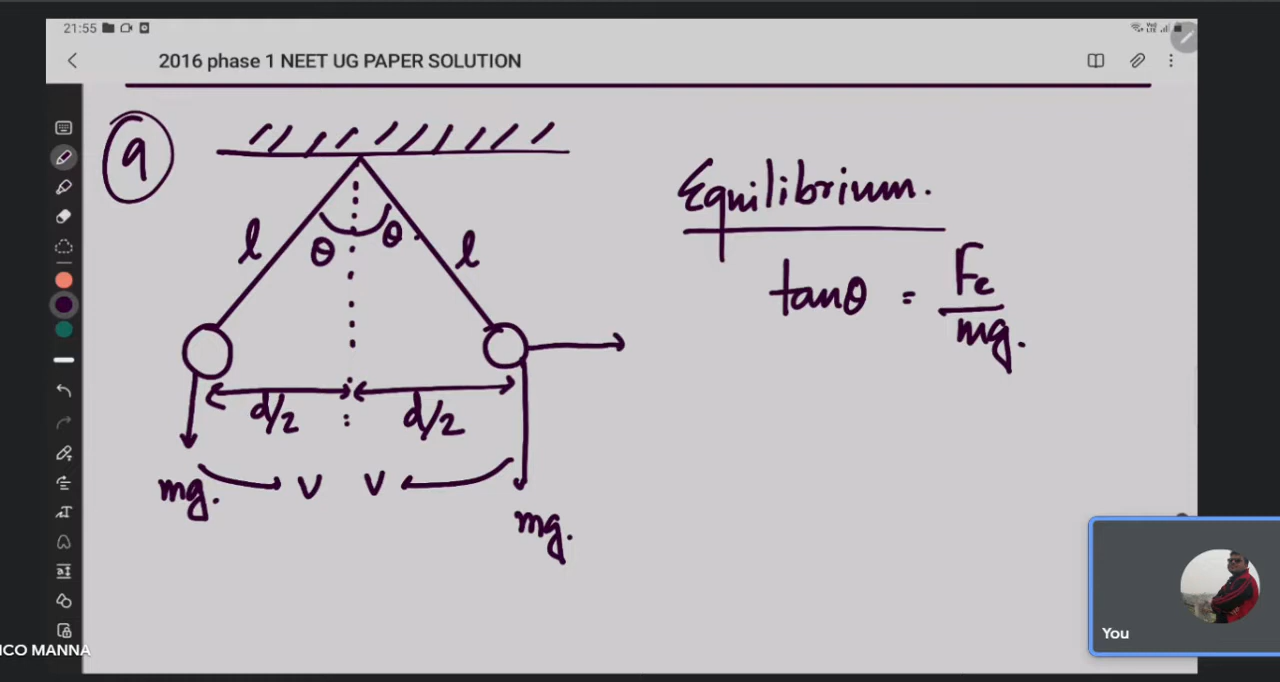 21:55
2016 phase 1 NEET UG PAPER SOLUTION
9
l
θ
θ
l
Equilibrium.
tanθ = Fe
mg.
d/2
d/2
mg.
v
v
mg.
You
ICO MANNA